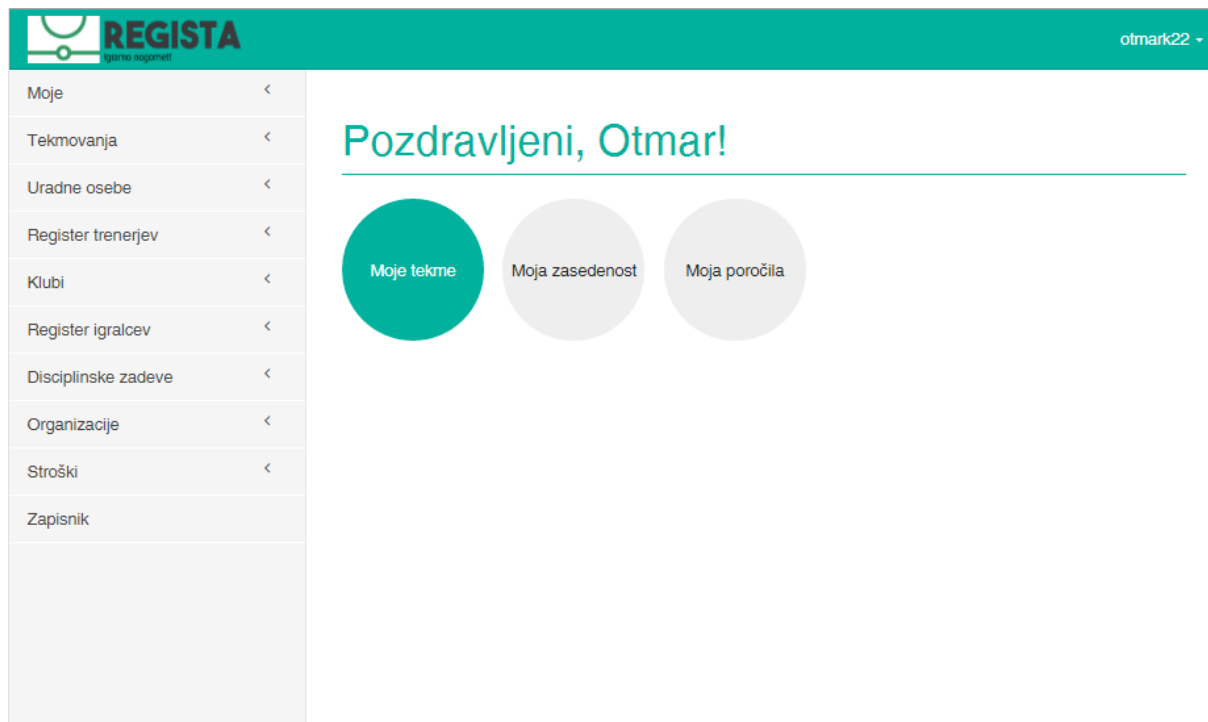 REGISTA
Igramo nogomet!
otmark22
Moje
Tekmovanja
Uradne osebe
Register trenerjev
Klubi
Register igralcev
Disciplinske zadeve
Organizacije
Stroški
Zapisnik
Pozdravljeni, Otmar!
Moje tekme
Moja zasedenost
Moja poročila